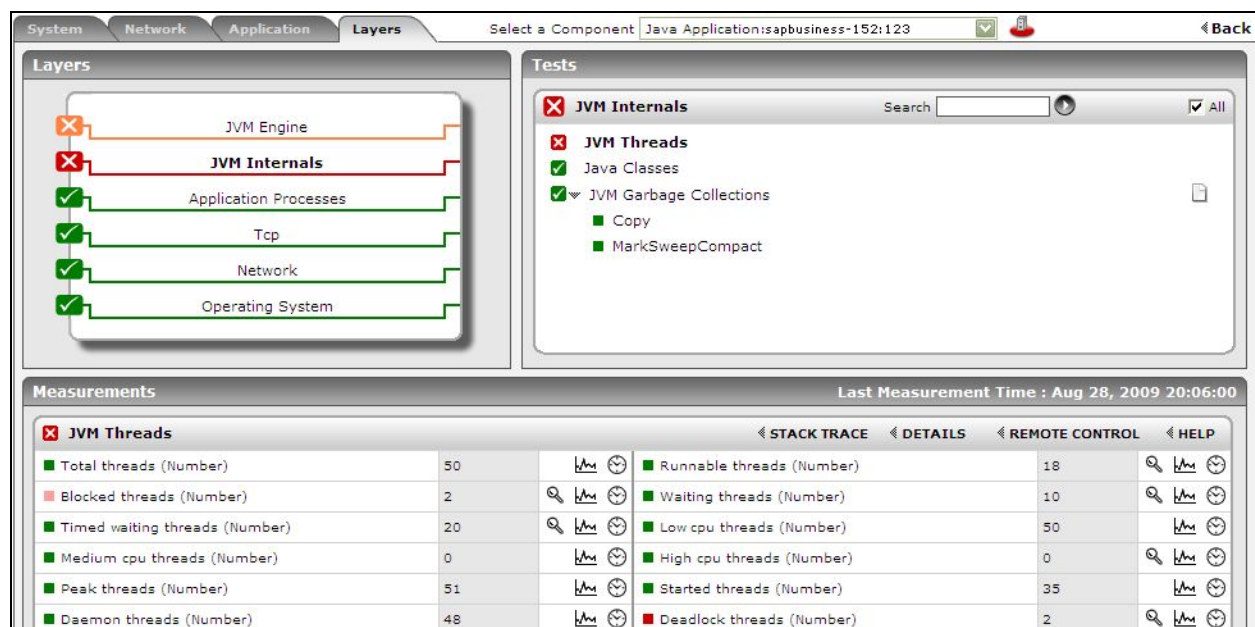 System Network Application Layers Select a Component Java Application:sapbusiness-152:123 Back
Layers
JVM Engine
JVM Internals
Application Processes
Tcp
Network
Operating System
Tests
JVM Internals Search All
JVM Threads
Java Classes
JVM Garbage Collections
Copy
MarkSweepCompact
Measurements Last Measurement Time : Aug 28, 2009 20:06:00
JVM Threads STACK TRACE DETAILS REMOTE CONTROL HELP
Total threads (Number) 50 Runnable threads (Number) 18
Blocked threads (Number) 2 Waiting threads (Number) 10
Timed waiting threads (Number) 20 Low cpu threads (Number) 50
Medium cpu threads (Number) 0 High cpu threads (Number) 0
Peak threads (Number) 51 Started threads (Number) 35
Daemon threads (Number) 48 Deadlock threads (Number) 2